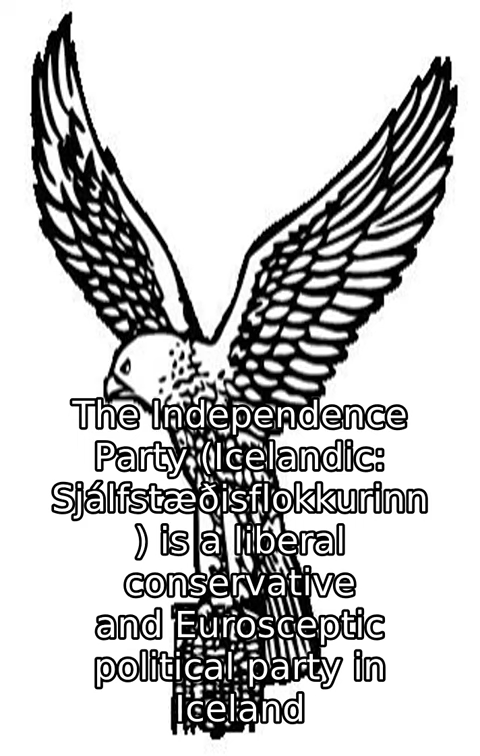 The Independence
Party (Icelandic:
Sjálfstæðisflokkurinn
) is a liberal
conservative
and Eurosceptic
political party in
Iceland